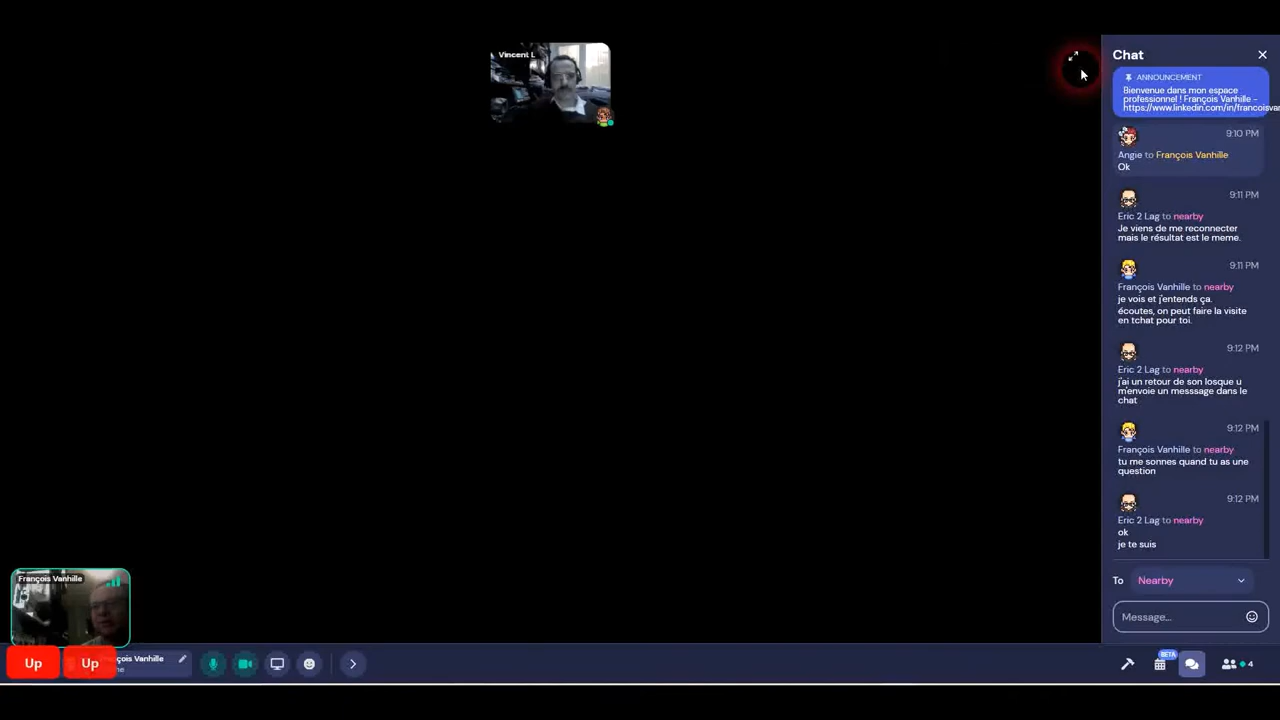 Vincent L
Chat
ANNOUNCEMENT
Bienvenue dans mon espace
professionnel ! François Vanhille -
https://www.linkedin.com/in/francoisva
9:10 PM
Angie to François Vanhille
Ok
9:11 PM
Eric 2 Lag to nearby
Je viens de me reconnecter
mais le résultat est le meme.
9:11 PM
François Vanhille to nearby
je vois et j'entends ça.
écoutes, on peut faire la visite
en tchat pour toi.
9:12 PM
Eric 2 Lag to nearby
j'ai un retour de son losque u
m'envoie un messsage dans le
chat
9:12 PM
François Vanhille to nearby
tu me sonnes quand tu as une
question
9:12 PM
Eric 2 Lag to nearby
ok
je te suis
To Nearby
Message...
François Vanhille
Up Up
çois Vanhille
BETA
4